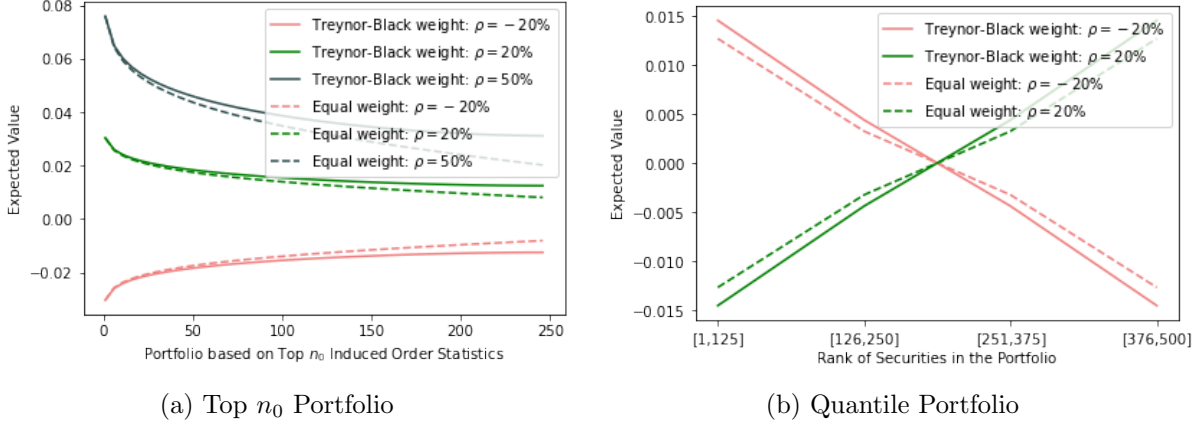 0.08
0.06
0.04
0.02
0.00
−0.02
Expected Value
Treynor-Black weight: ρ = −20%
Treynor-Black weight: ρ = 20%
Treynor-Black weight: ρ = 50%
Equal weight: ρ = −20%
Equal weight: ρ = 20%
Equal weight: ρ = 50%
0 50 100 150 200 250
Portfolio based on Top n₀ Induced Order Statistics
(a) Top n₀ Portfolio
0.015
0.010
0.005
0.000
−0.005
−0.010
−0.015
Expected Value
Treynor-Black weight: ρ = −20%
Treynor-Black weight: ρ = 20%
Equal weight: ρ = −20%
Equal weight: ρ = 20%
[1,125] [126,250] [251,375] [376,500]
Rank of Securities in the Portfolio
(b) Quantile Portfolio